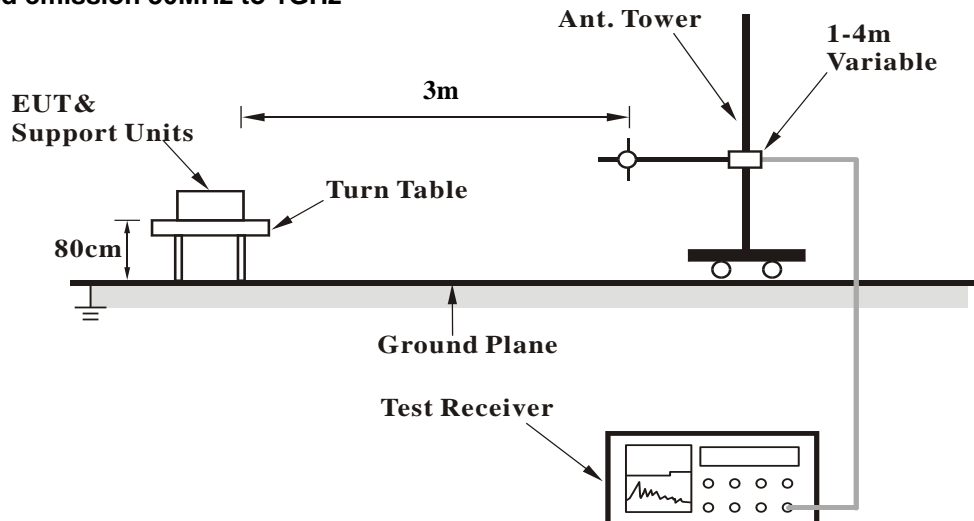 Ant. Tower
1-4m
Variable
3m
EUT&
Support Units
Turn Table
80cm
Ground Plane
Test Receiver